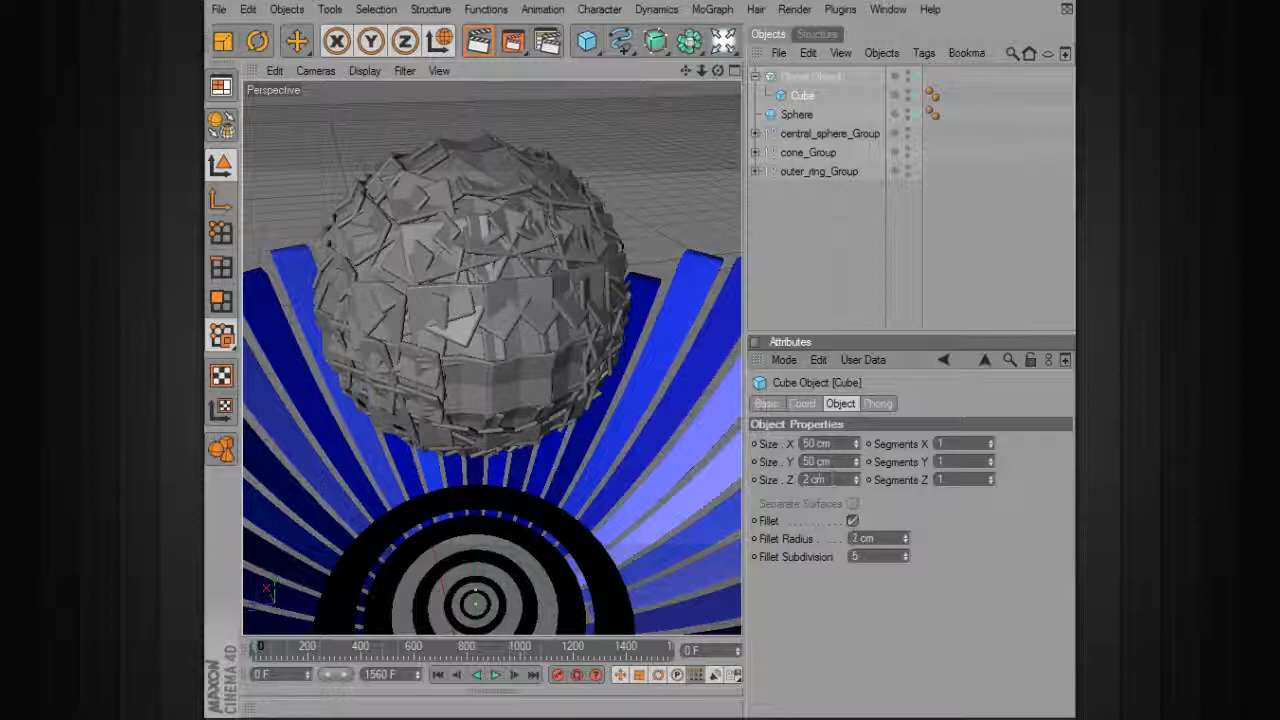 File Edit Objects Tools Selection Structure Functions Animation Character Dynamics MoGraph Hair Render Plugins Window Help
X Y Z
Objects Structure
File Edit View Objects Tags Bookma
Edit Cameras Display Filter View
Perspective
Cube
Sphere
central_sphere_Group
cone_Group
outer_ring_Group
Attributes
Mode Edit User Data
Cube Object [Cube]
Basic Coord Object Phong
Object Properties
Size . X 50 cm Segments X 1
Size . Y 50 cm Segments Y 1
Size . Z 2 cm Segments Z 1
Separate Surfaces
Fillet
Fillet Radius 2 cm
Fillet Subdivision 5
X
0 200 400 600 800 1000 1200 1400 1 0 F
0 F 1560 F
MAXON
CINEMA 4D